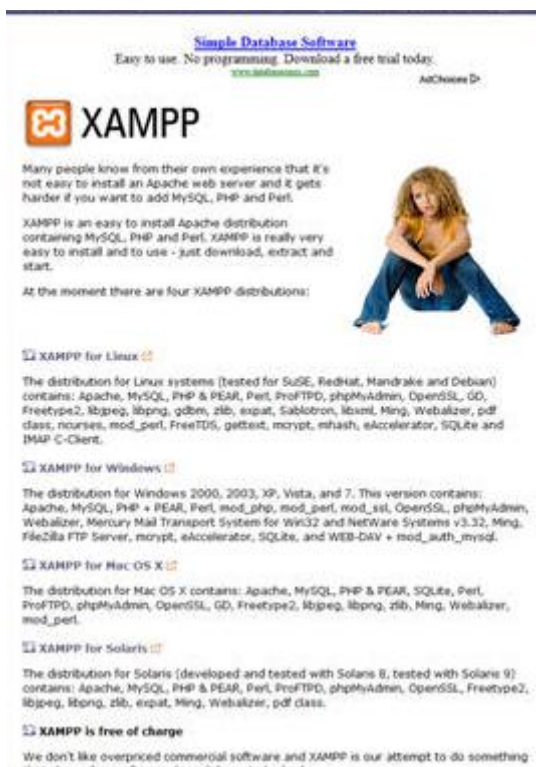 Simple Database Software
Easy to use. No programming. Download a free trial today.
AdChoices
XAMPP
Many people know from their own experience that it's
not easy to install an Apache web server and it gets
harder if you want to add MySQL, PHP and Perl.
XAMPP is an easy to install Apache distribution
containing MySQL, PHP and Perl. XAMPP is really very
easy to install and to use - just download, extract and
start.
At the moment there are four XAMPP distributions:
XAMPP for Linux
The distribution for Linux systems (tested for SuSE, RedHat, Mandrake and Debian)
contains: Apache, MySQL, PHP & PEAR, Perl, ProFTPD, phpMyAdmin, OpenSSL, GD,
Freetype2, libjpeg, libpng, gdbm, zlib, expat, Sablotron, libxml, Ming, Webalizer, pdf
class, ncurses, mod_perl, FreeTDS, gettext, mcrypt, mhash, eAccelerator, SQLite and
IMAP C-Client.
XAMPP for Windows
The distribution for Windows 2000, 2003, XP, Vista, and 7. This version contains:
Apache, MySQL, PHP + PEAR, Perl, mod_php, mod_perl, mod_ssl, OpenSSL, phpMyAdmin,
Webalizer, Mercury Mail Transport System for Win32 and NetWare Systems v3.32, Ming,
FileZilla FTP Server, mcrypt, eAccelerator, SQLite, and WEB-DAV + mod_auth_mysql.
XAMPP for Mac OS X
The distribution for Mac OS X contains: Apache, MySQL, PHP & PEAR, SQLite, Perl,
ProFTPD, phpMyAdmin, OpenSSL, GD, Freetype2, libjpeg, libpng, zlib, Ming, Webalizer,
mod_perl.
XAMPP for Solaris
The distribution for Solaris (developed and tested with Solaris 8, tested with Solaris 9)
contains: Apache, MySQL, PHP & PEAR, Perl, ProFTPD, phpMyAdmin, OpenSSL, Freetype2,
libjpeg, libpng, zlib, expat, Ming, Webalizer, pdf class.
XAMPP is free of charge
We don't like overpriced commercial software and XAMPP is our attempt to do something